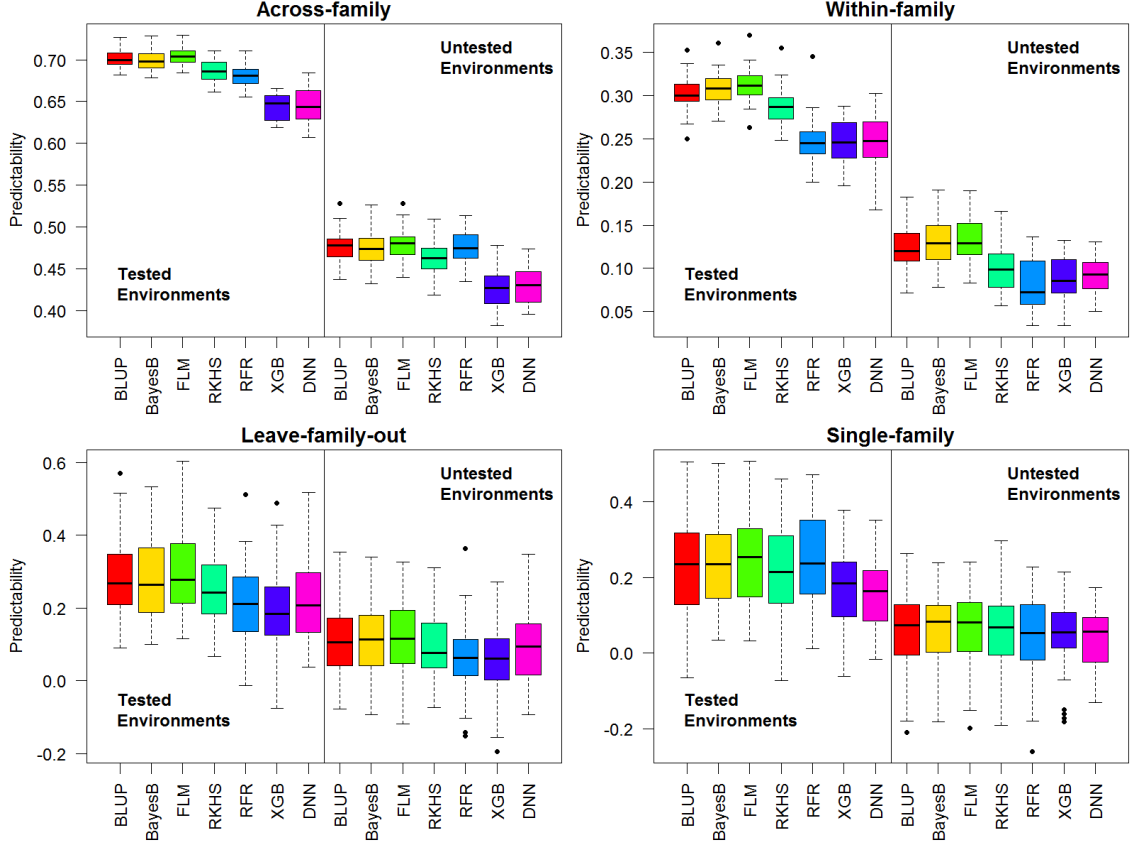 Across-family
Predictability
0.70
0.65
0.60
0.55
0.50
0.45
0.40
Untested
Environments
Tested
Environments
BLUP BayesB FLM RKHS RFR XGB DNN BLUP BayesB FLM RKHS RFR XGB DNN
Within-family
Predictability
0.35
0.30
0.25
0.20
0.15
0.10
0.05
Untested
Environments
Tested
Environments
BLUP BayesB FLM RKHS RFR XGB DNN BLUP BayesB FLM RKHS RFR XGB DNN
Leave-family-out
Predictability
0.6
0.4
0.2
0.0
-0.2
Untested
Environments
Tested
Environments
BLUP BayesB FLM RKHS RFR XGB DNN BLUP BayesB FLM RKHS RFR XGB DNN
Single-family
Predictability
0.4
0.2
0.0
-0.2
Untested
Environments
Tested
Environments
BLUP BayesB FLM RKHS RFR XGB DNN BLUP BayesB FLM RKHS RFR XGB DNN